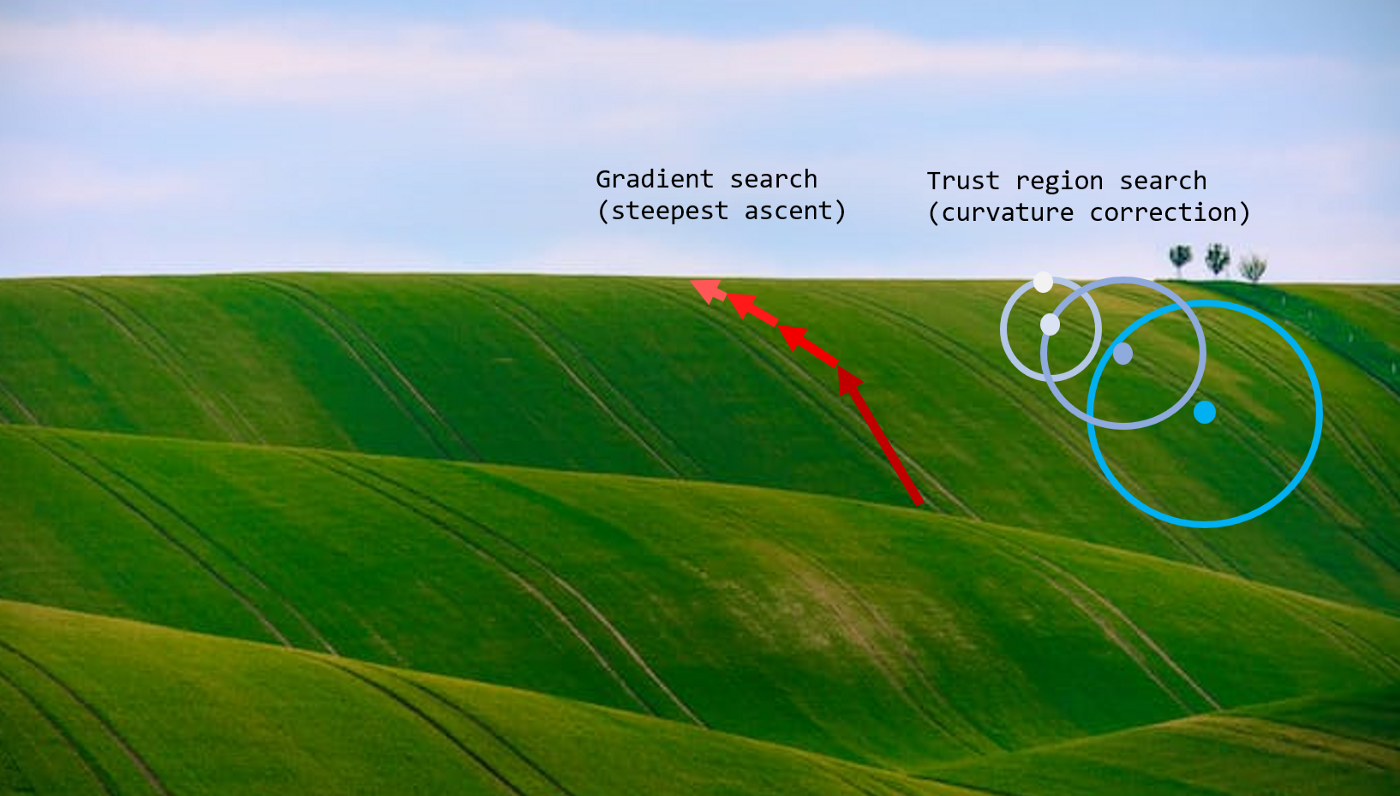 Gradient search
(steepest ascent)
Trust region search
(curvature correction)